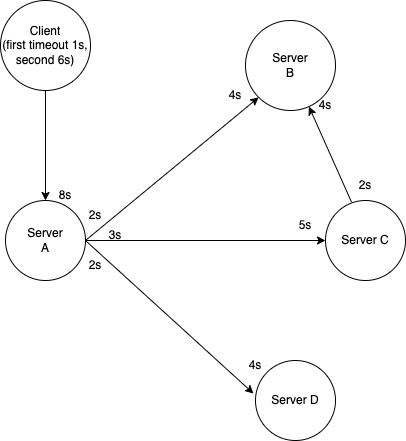 Client
(first timeout 1s,
second 6s)
Server
B
4s
4s
2s
8s
2s
Server
A
3s
5s
Server C
2s
4s
Server D